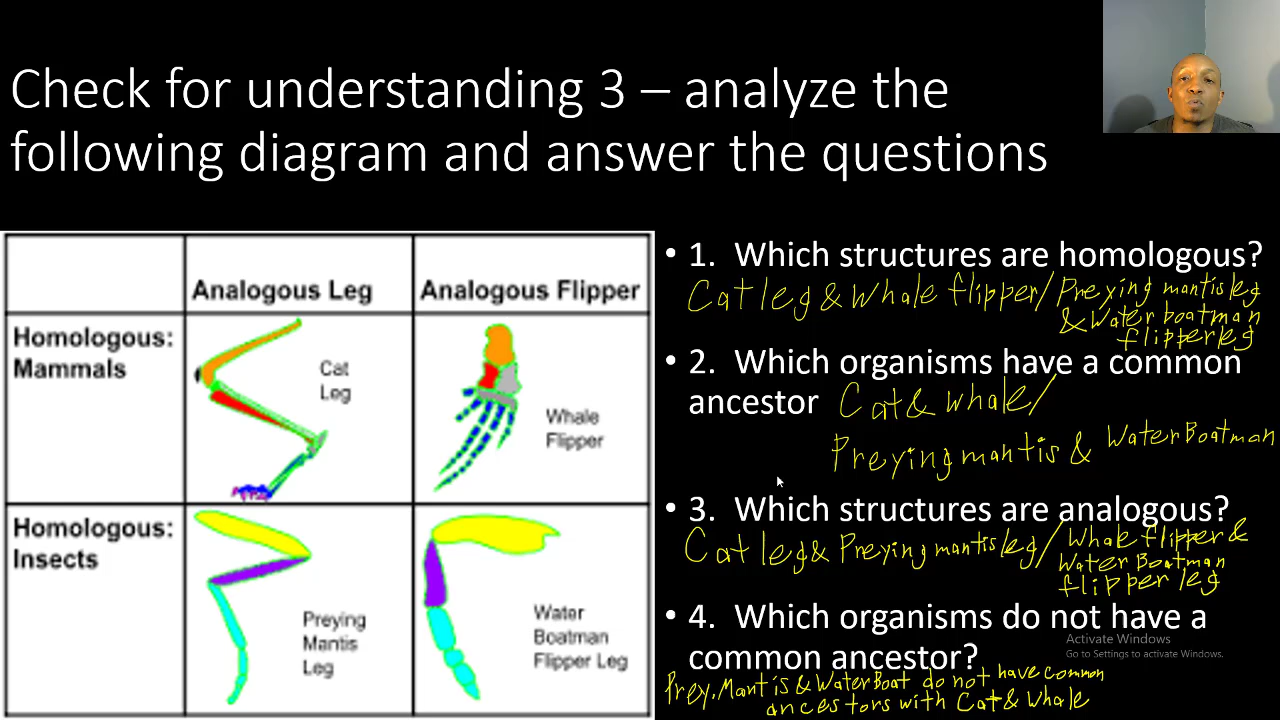 Check for understanding 3 – analyze the
following diagram and answer the questions
Analogous Leg
Analogous Flipper
Homologous:
Mammals
Cat
Leg
Whale
Flipper
Homologous:
Insects
Preying
Mantis
Leg
Water
Boatman
Flipper Leg
• 1. Which structures are homologous?
Cat leg & Whale flipper/ Preying mantis leg
& Water boatman
flipper leg
• 2. Which organisms have a common
ancestor
Cat & Whale/
Preying mantis & Water Boatman
• 3. Which structures are analogous?
Cat leg & Preying mantis leg/ Whale flipper &
Water Boatman
flipper leg
• 4. Which organisms do not have a
common ancestor?
Prey. Mantis & Water Boat do not have common
ancestors with Cat & Whale
Activate Windows
Go to Settings to activate Windows.